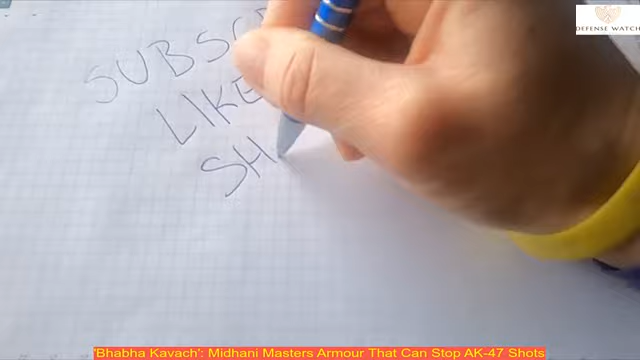 DEFENSE WATCH
SUBSC
LIKE
SH
'Bhabha Kavach': Midhani Masters Armour That Can Stop AK-47 Shots